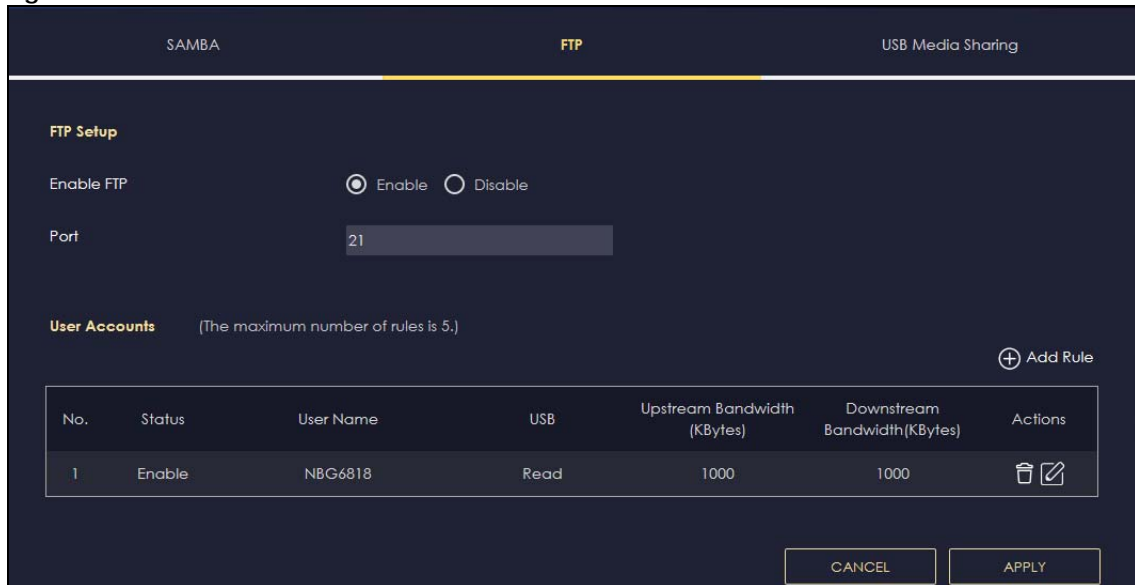 SAMBA FTP USB Media Sharing
FTP Setup
Enable FTP Enable Disable
Port 21
User Accounts (The maximum number of rules is 5.)
Add Rule
No. Status User Name USB Upstream Bandwidth (KBytes) Downstream Bandwidth(KBytes) Actions
1 Enable NBG6818 Read 1000 1000
CANCEL APPLY